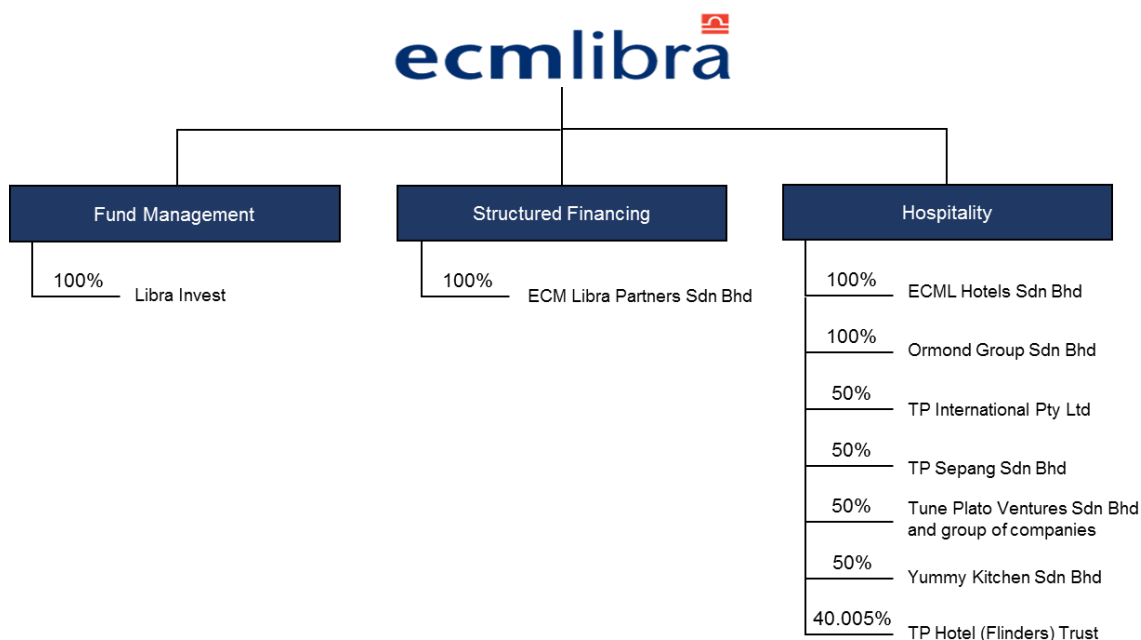 ecmlibra
Fund Management
100%
Libra Invest
Structured Financing
100%
ECM Libra Partners Sdn Bhd
Hospitality
100%
ECML Hotels Sdn Bhd
100%
Ormond Group Sdn Bhd
50%
TP International Pty Ltd
50%
TP Sepang Sdn Bhd
50%
Tune Plato Ventures Sdn Bhd
and group of companies
50%
Yummy Kitchen Sdn Bhd
40.005%
TP Hotel (Flinders) Trust